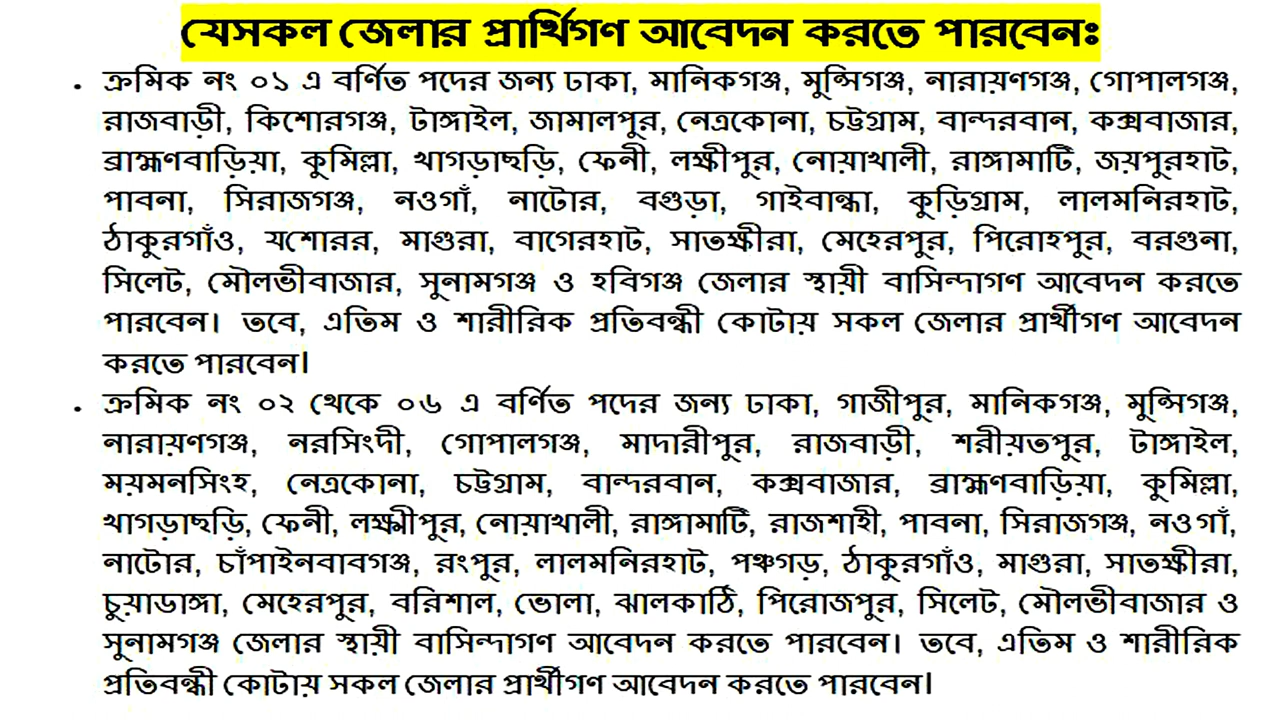 যেসকল জেলার প্রার্থিগণ আবেদন করতে পারবেনঃ
• ক্রমিক নং ০১ এ বর্ণিত পদের জন্য ঢাকা, মানিকগঞ্জ, মুন্সিগঞ্জ, নারায়ণগঞ্জ, গোপালগঞ্জ,
রাজবাড়ী, কিশোরগঞ্জ, টাঙ্গাইল, জামালপুর, নেত্রকোনা, চট্টগ্রাম, বান্দরবান, কক্সবাজার,
ব্রাহ্মণবাড়িয়া, কুমিল্লা, খাগড়াছড়ি, ফেনী, লক্ষীপুর, নোয়াখালী, রাঙ্গামাটি, জয়পুরহাট,
পাবনা, সিরাজগঞ্জ, নওগাঁ, নাটোর, বগুড়া, গাইবান্ধা, কুড়িগ্রাম, লালমনিরহাট,
ঠাকুরগাঁও, যশোরর, মাগুরা, বাগেরহাট, সাতক্ষীরা, মেহেরপুর, পিরোহপুর, বরগুনা,
সিলেট, মৌলভীবাজার, সুনামগঞ্জ ও হবিগঞ্জ জেলার স্থায়ী বাসিন্দাগণ আবেদন করতে
পারবেন। তবে, এতিম ও শারীরিক প্রতিবন্ধী কোটায় সকল জেলার প্রার্থীগণ আবেদন
করতে পারবেন।
• ক্রমিক নং ০২ থেকে ০৬ এ বর্ণিত পদের জন্য ঢাকা, গাজীপুর, মানিকগঞ্জ, মুন্সিগঞ্জ,
নারায়ণগঞ্জ, নরসিংদী, গোপালগঞ্জ, মাদারীপুর, রাজবাড়ী, শরীয়তপুর, টাঙ্গাইল,
ময়মনসিংহ, নেত্রকোনা, চট্টগ্রাম, বান্দরবান, কক্সবাজার, ব্রাহ্মণবাড়িয়া, কুমিল্লা,
খাগড়াছড়ি, ফেনী, লক্ষ্মীপুর, নোয়াখালী, রাঙ্গামাটি, রাজশাহী, পাবনা, সিরাজগঞ্জ, নওগাঁ,
নাটোর, চাঁপাইনবাবগঞ্জ, রংপুর, লালমনিরহাট, পঞ্চগড়, ঠাকুরগাঁও, মাগুরা, সাতক্ষীরা,
চুয়াডাঙ্গা, মেহেরপুর, বরিশাল, ভোলা, ঝালকাঠি, পিরোজপুর, সিলেট, মৌলভীবাজার ও
সুনামগঞ্জ জেলার স্থায়ী বাসিন্দাগণ আবেদন করতে পারবেন। তবে, এতিম ও শারীরিক
প্রতিবন্ধী কোটায় সকল জেলার প্রার্থীগণ আবেদন করতে পারবেন।